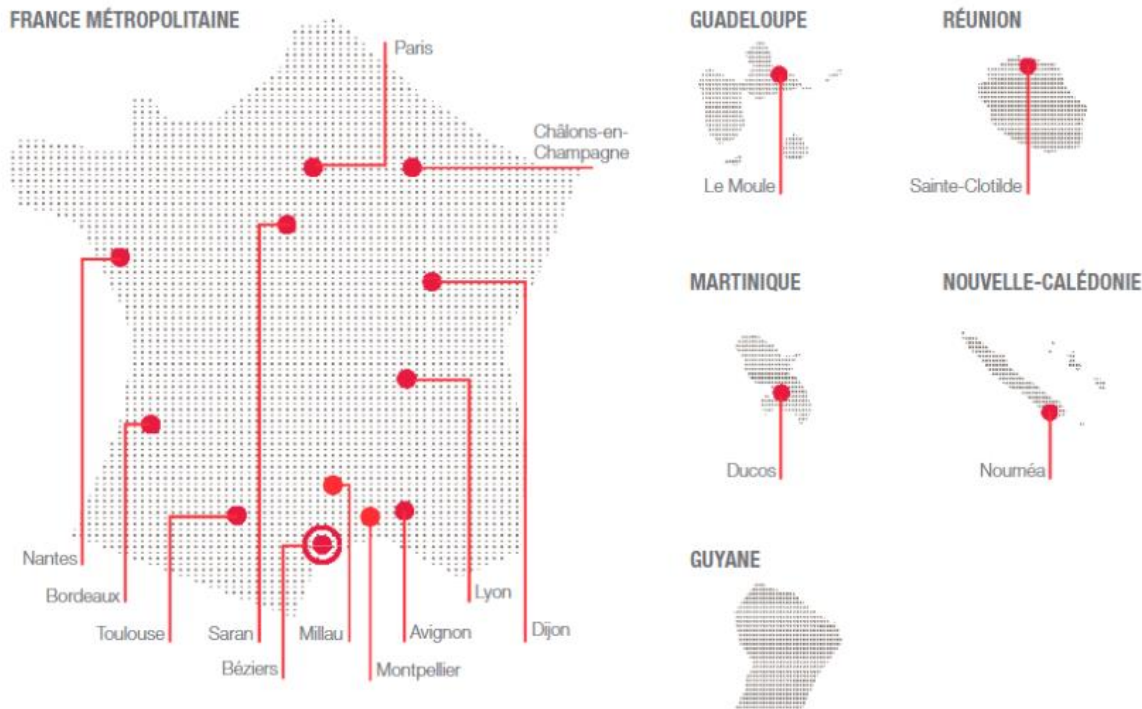 FRANCE MÉTROPOLITAINE
Paris
Châlons-en-
Champagne
Nantes
Bordeaux
Toulouse
Saran
Béziers
Millau
Montpellier
Avignon
Lyon
Dijon
GUADELOUPE
Le Moule
RÉUNION
Sainte-Clotilde
MARTINIQUE
Ducos
NOUVELLE-CALÉDONIE
Nouméa
GUYANE